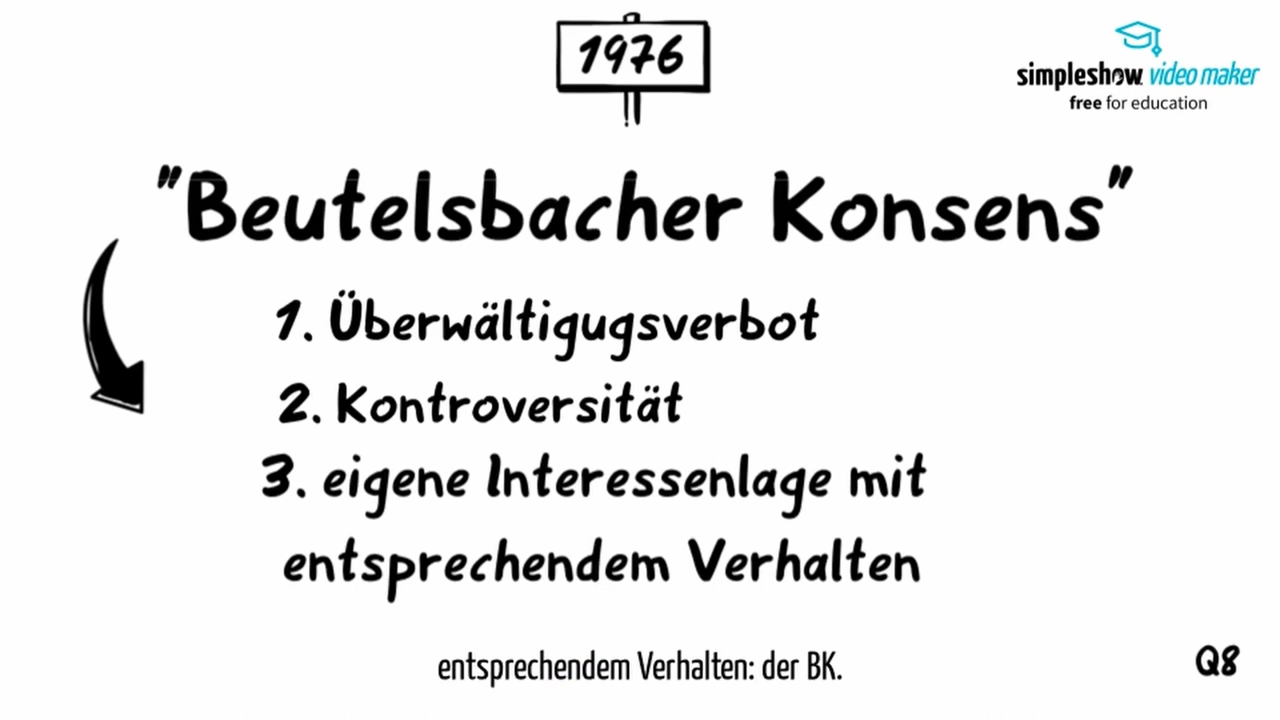 1976
simpleshow video maker
free for education
"Beutelsbacher Konsens"
1. Überwältigugsverbot
2. Kontroversität
3. eigene Interessenlage mit
entsprechendem Verhalten
entsprechendem Verhalten: der BK.
Q8